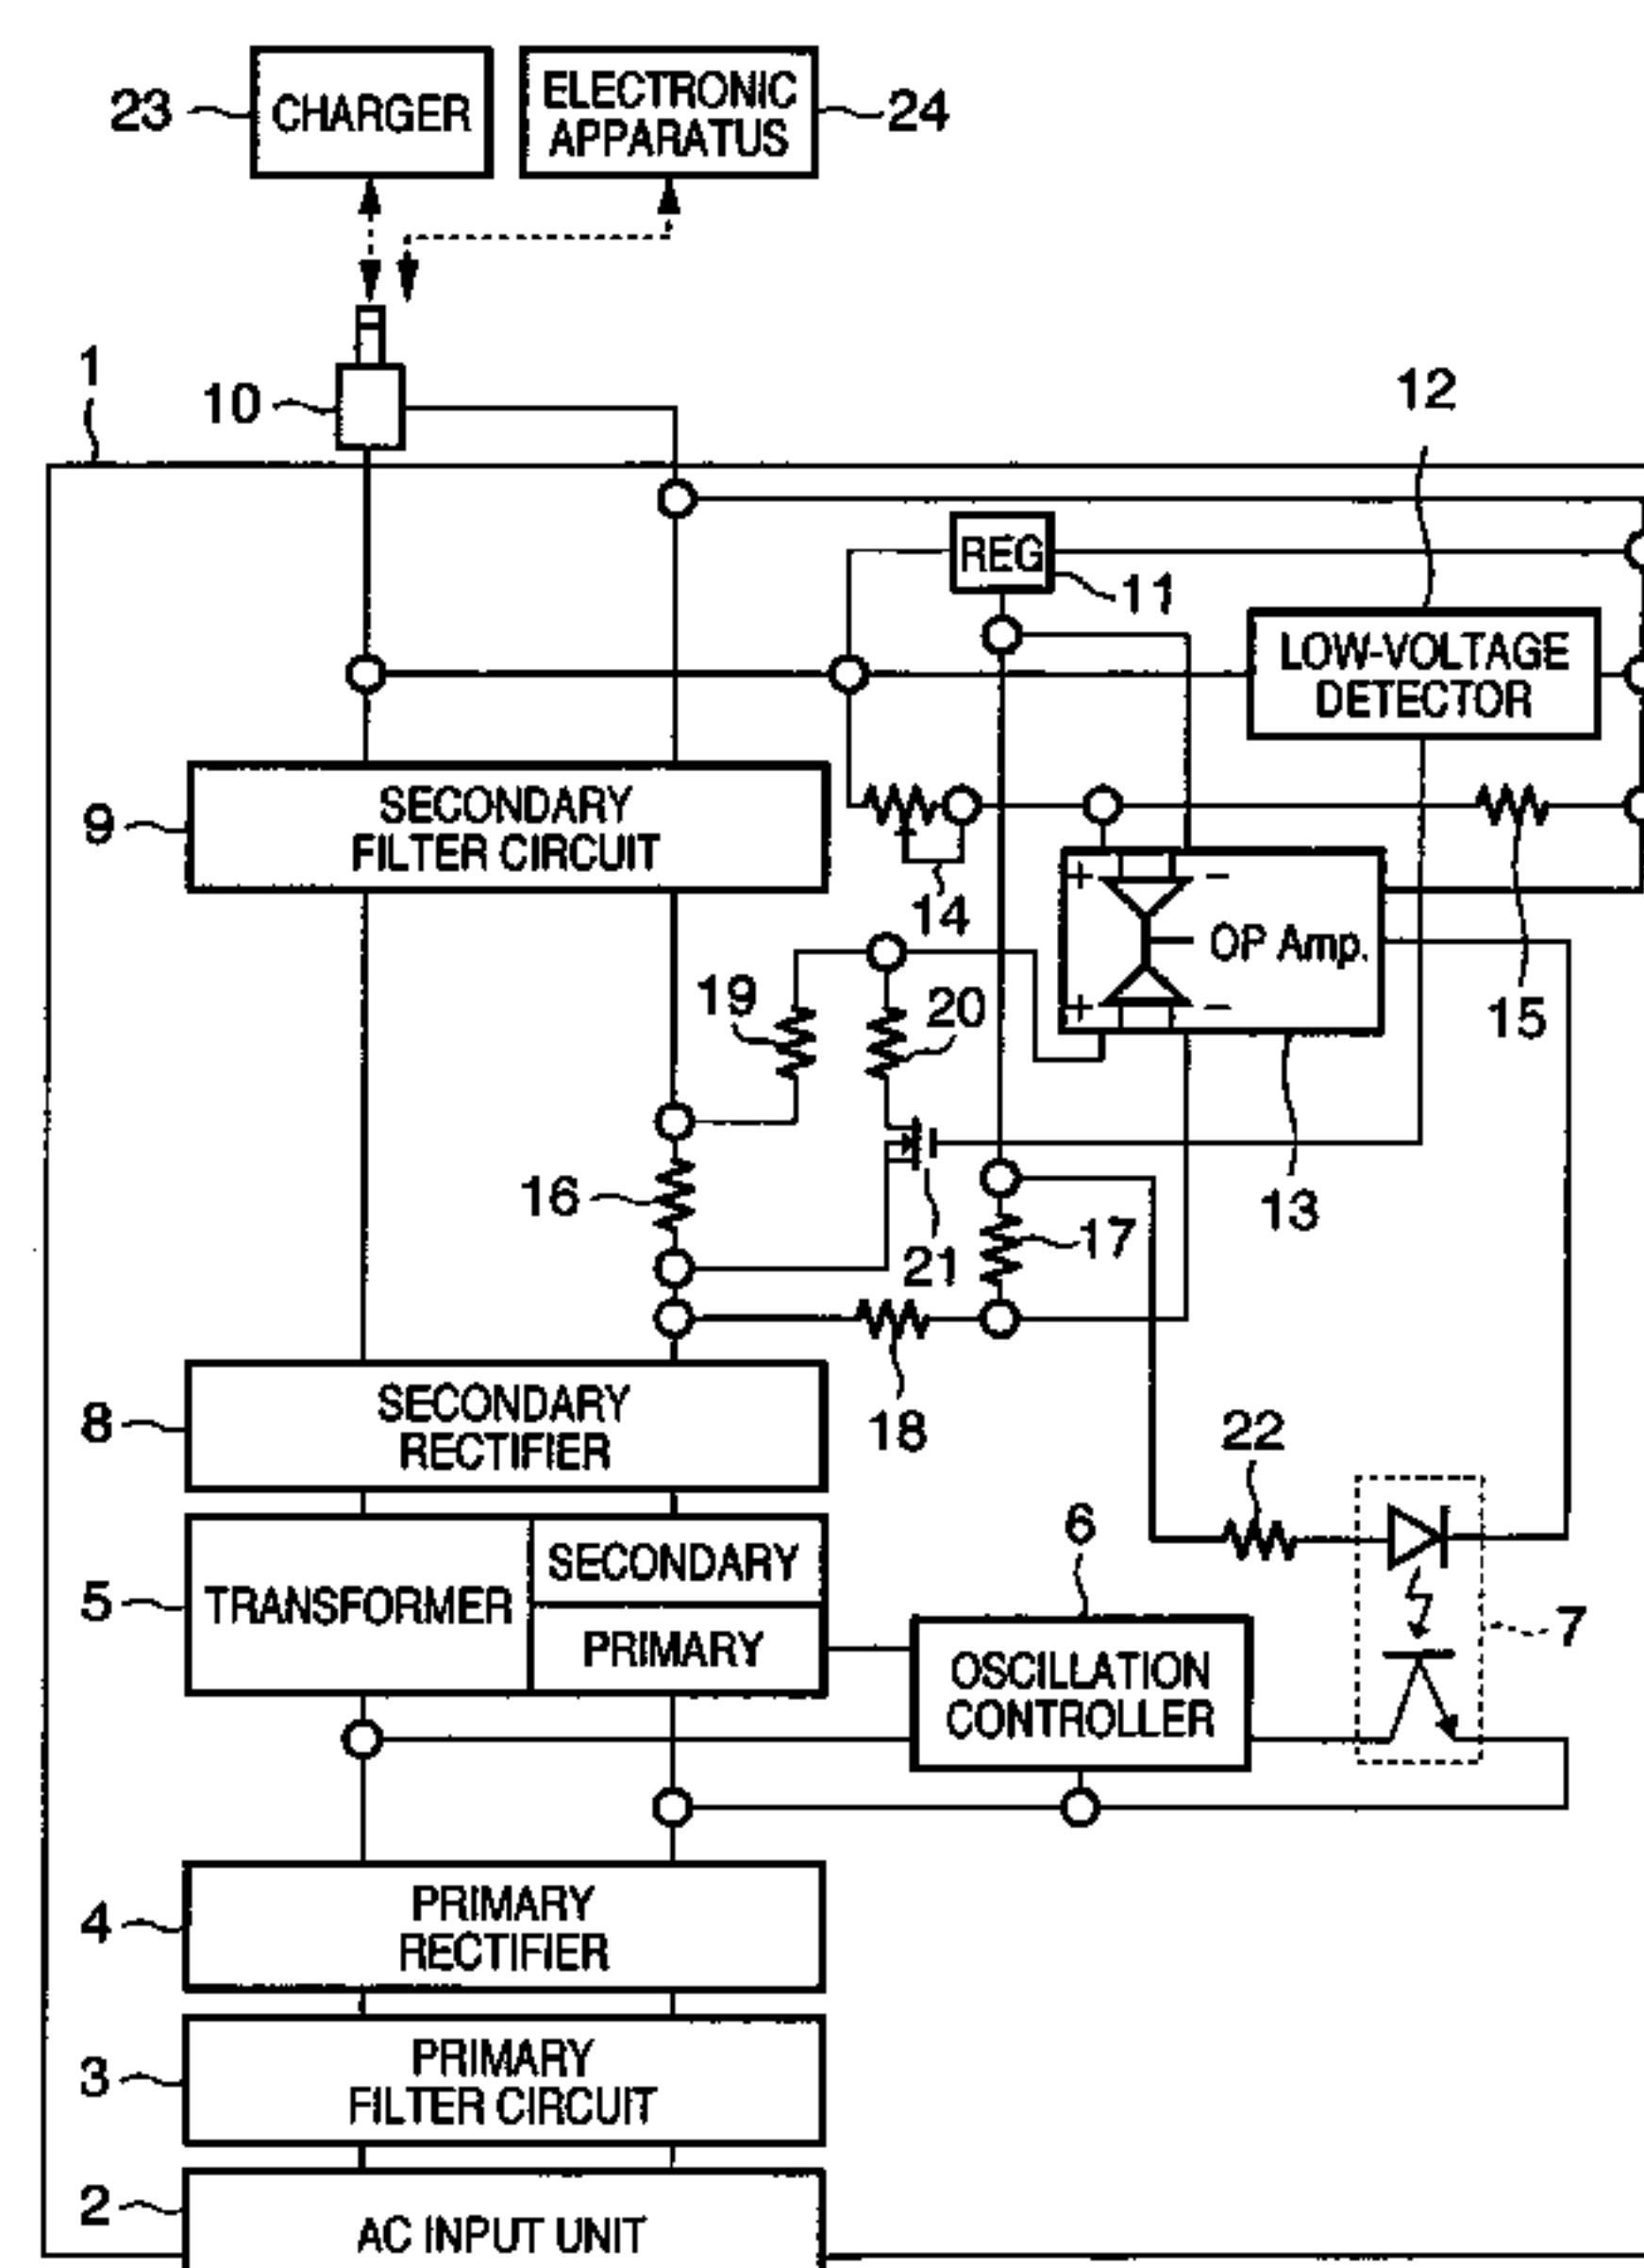 23
CHARGER
ELECTRONIC
APPARATUS
24
1
10
12
REG
11
LOW-VOLTAGE
DETECTOR
9
SECONDARY
FILTER CIRCUIT
14
+
−
OP Amp.
+
−
15
19
20
13
16
21
17
18
8
SECONDARY
RECTIFIER
22
6
5
TRANSFORMER
SECONDARY
PRIMARY
7
OSCILLATION
CONTROLLER
4
PRIMARY
RECTIFIER
3
PRIMARY
FILTER CIRCUIT
2
AC INPUT UNIT